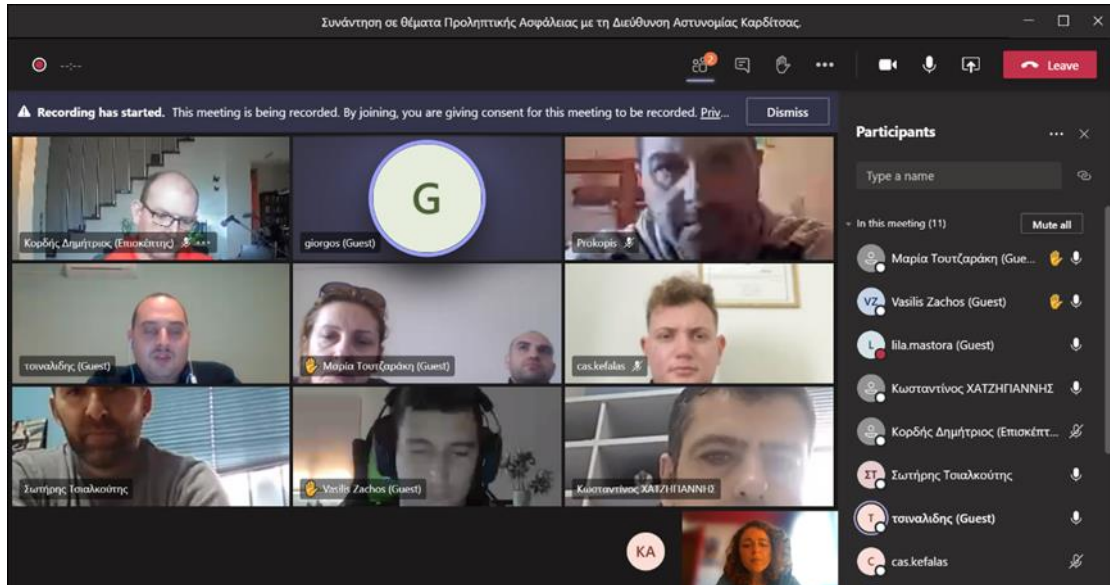 Συνάντηση σε θέματα Προληπτικής Ασφάλειας με τη Διεύθυνση Αστυνομίας Καρδίτσας.
--:--
2
Leave
Recording has started. This meeting is being recorded. By joining, you are giving consent for this meeting to be recorded. Priv...
Dismiss
Κορδής Δημήτριος (Επισκέπτης)
G
giorgos (Guest)
Prokopis
τσιναλιδης (Guest)
Μαρία Τουτζαράκη (Guest)
cas.kefalas
Σωτήρης Τσιαλκούτης
Vasilis Zachos (Guest)
Κωσταντίνος ΧΑΤΖΗΓΙΑΝΝΗΣ
KA
Participants
Type a name
In this meeting (11)
Mute all
Μαρία Τουτζαράκη (Gue...
VZ
Vasilis Zachos (Guest)
L
lila.mastora (Guest)
Κωσταντίνος ΧΑΤΖΗΓΙΑΝΝΗΣ
Κορδής Δημήτριος (Επισκέπτ...
ΣΤ
Σωτήρης Τσιαλκούτης
T
τσιναλιδης (Guest)
C
cas.kefalas